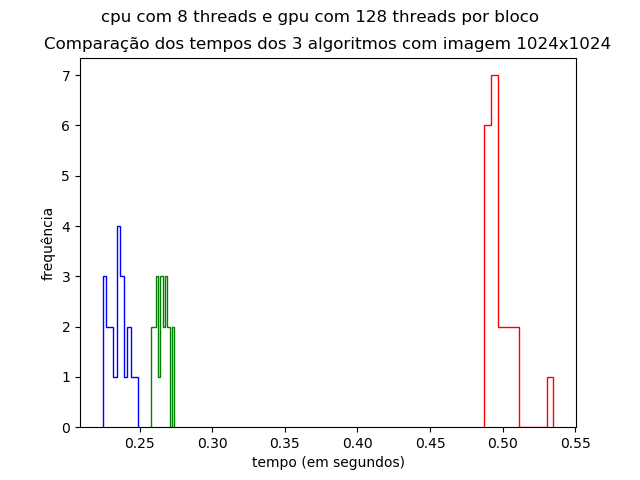 cpu com 8 threads e gpu com 128 threads por bloco
Comparação dos tempos dos 3 algoritmos com imagem 1024x1024
7
6
5
4
3
2
1
0
frequência
0.25 0.30 0.35 0.40 0.45 0.50 0.55
tempo (em segundos)